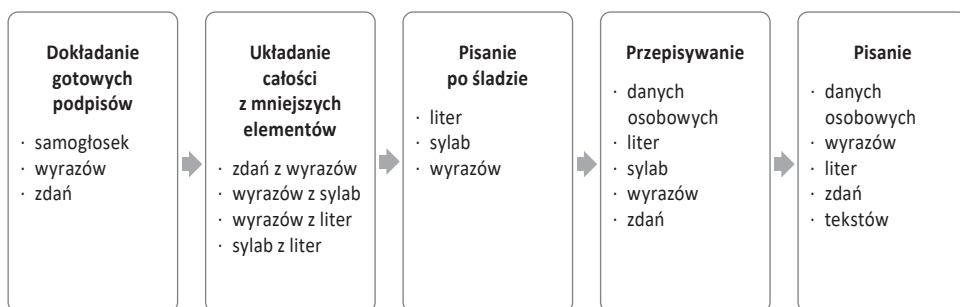 Dokładanie
gotowych
podpisów
· samogłosek
· wyrazów
· zdań
Układanie
całości
z mniejszych
elementów
· zdań z wyrazów
· wyrazów z sylab
· wyrazów z liter
· sylab z liter
Pisanie
po śladzie
· liter
· sylab
· wyrazów
Przepisywanie
· danych
osobowych
· liter
· sylab
· wyrazów
· zdań
Pisanie
· danych
osobowych
· wyrazów
· liter
· zdań
· tekstów